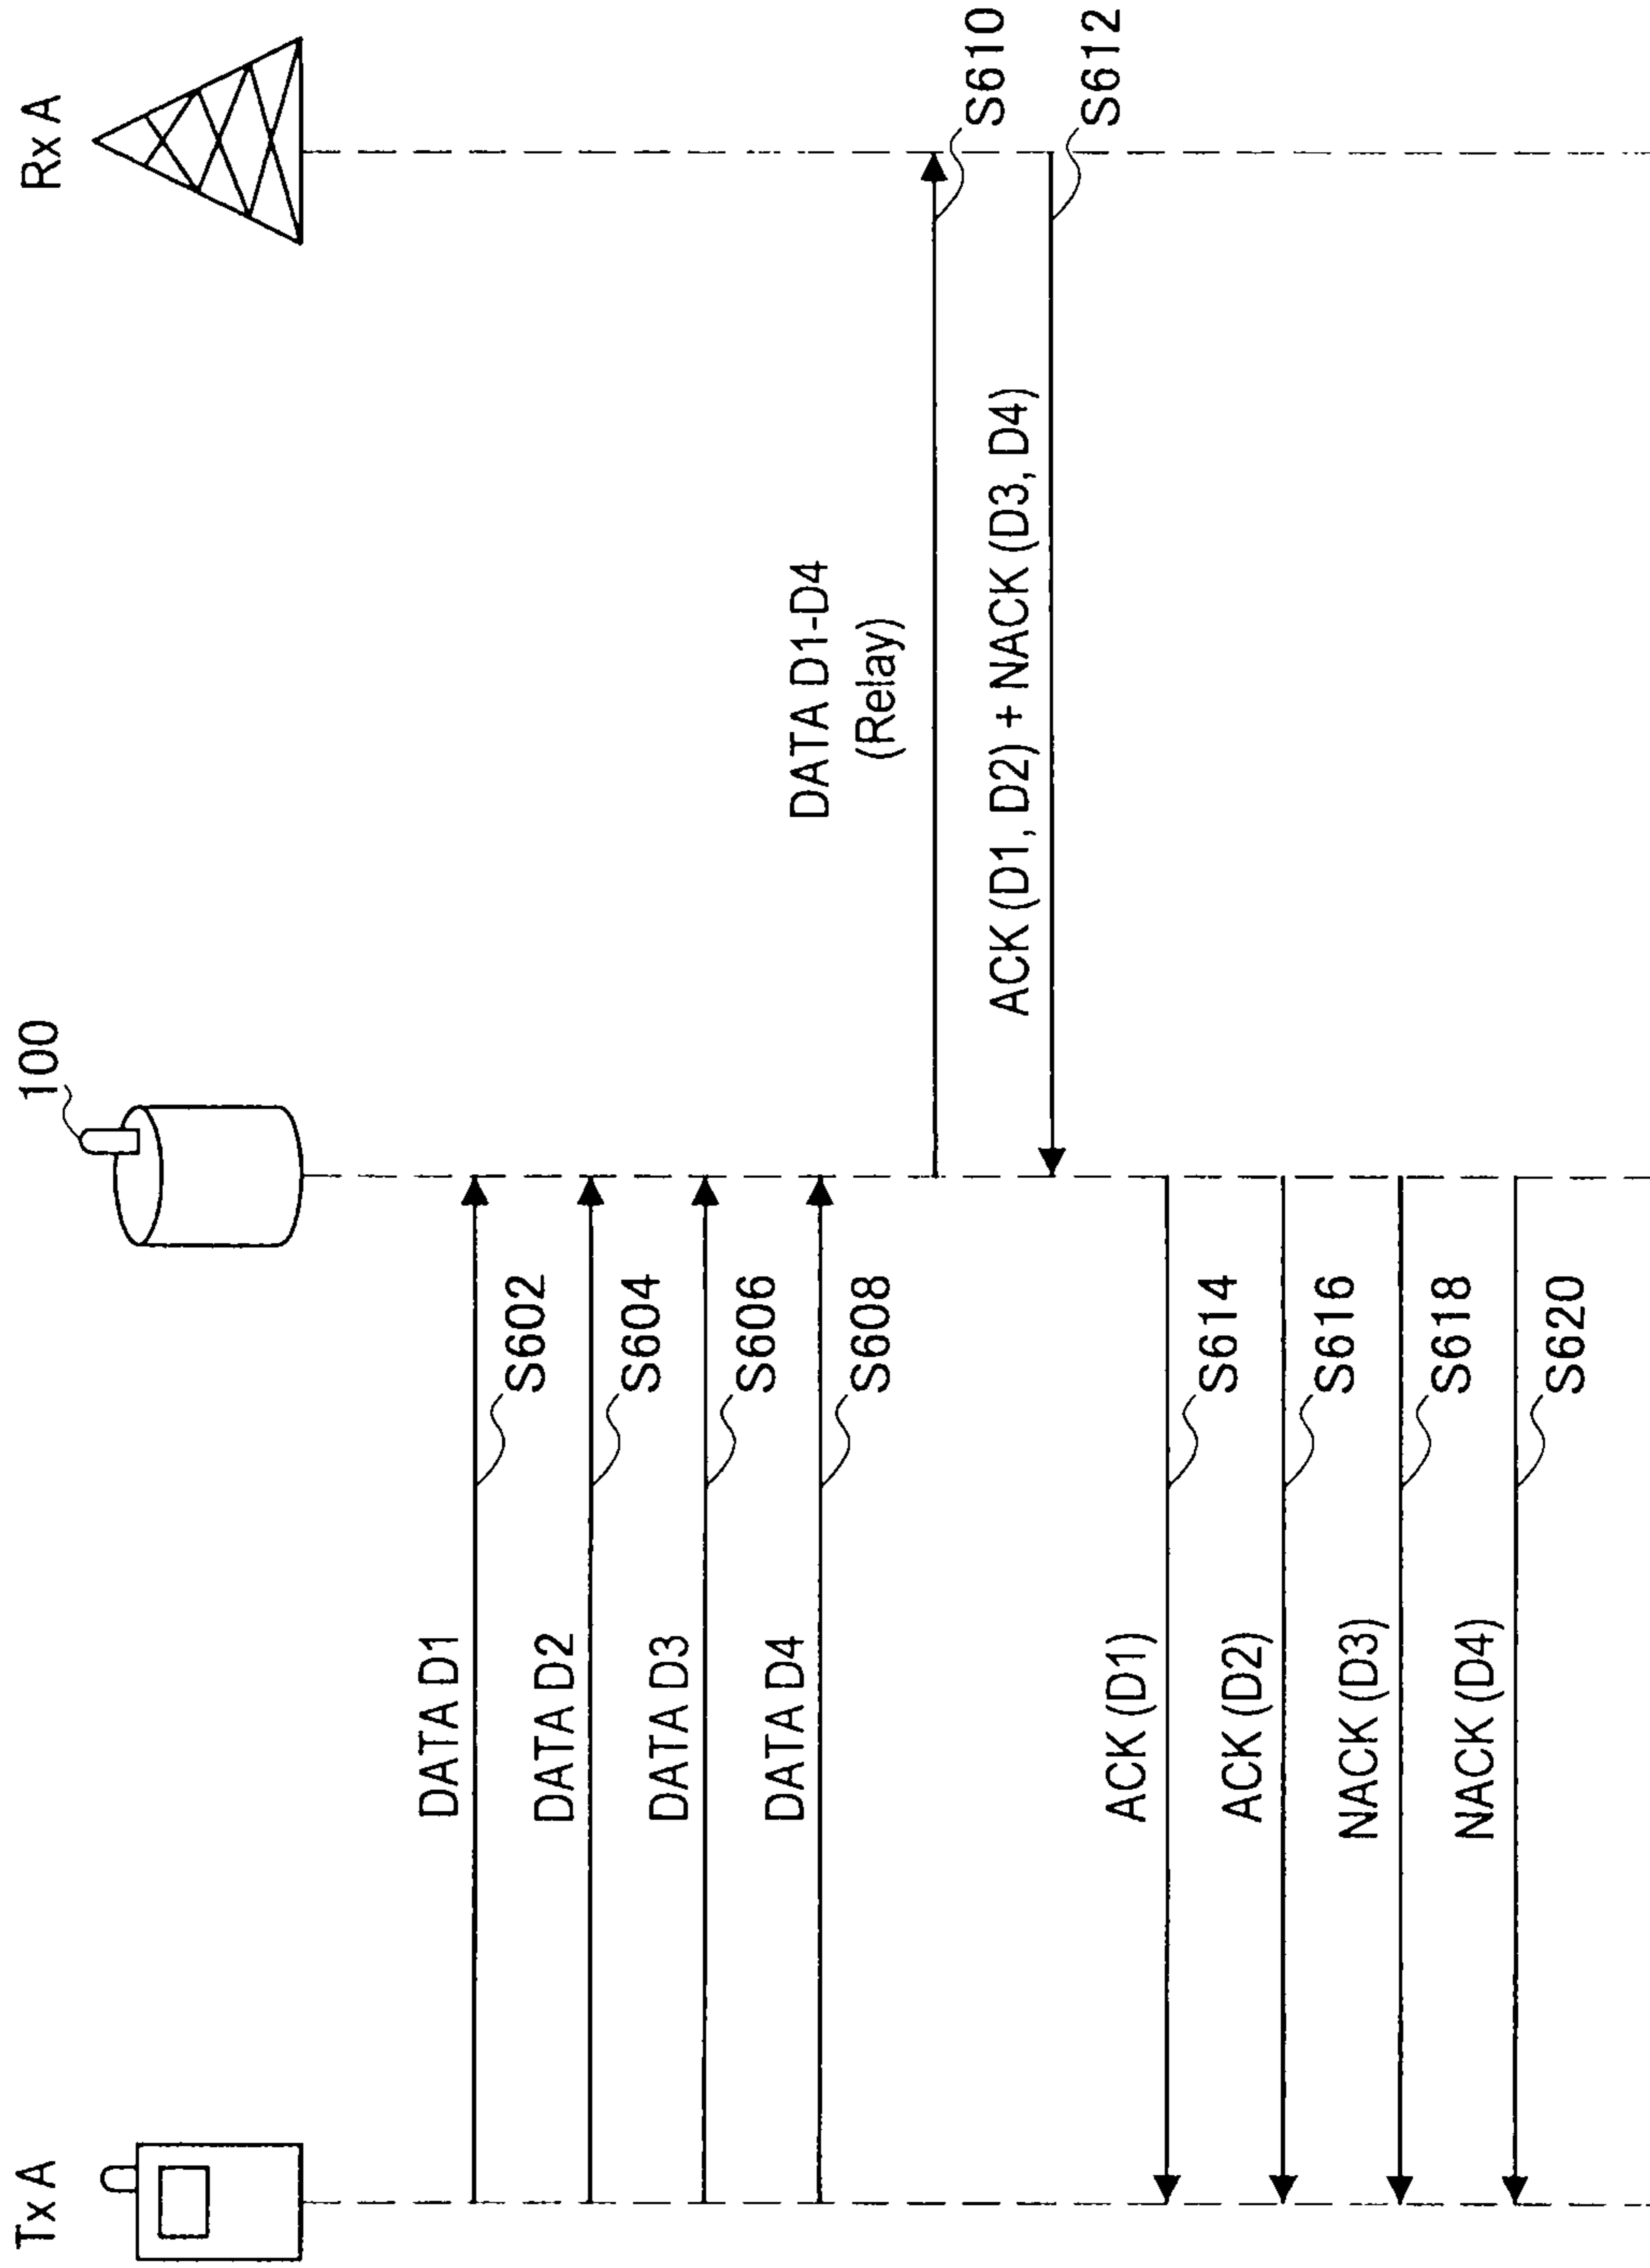 Tx A
100
Rx A
DATA D1
S602
DATA D2
S604
DATA D3
S606
DATA D4
S608
DATA D1-D4
(Relay)
S610
ACK (D1, D2) + NACK (D3, D4)
S612
ACK (D1)
S614
ACK (D2)
S616
NACK (D3)
S618
NACK (D4)
S620